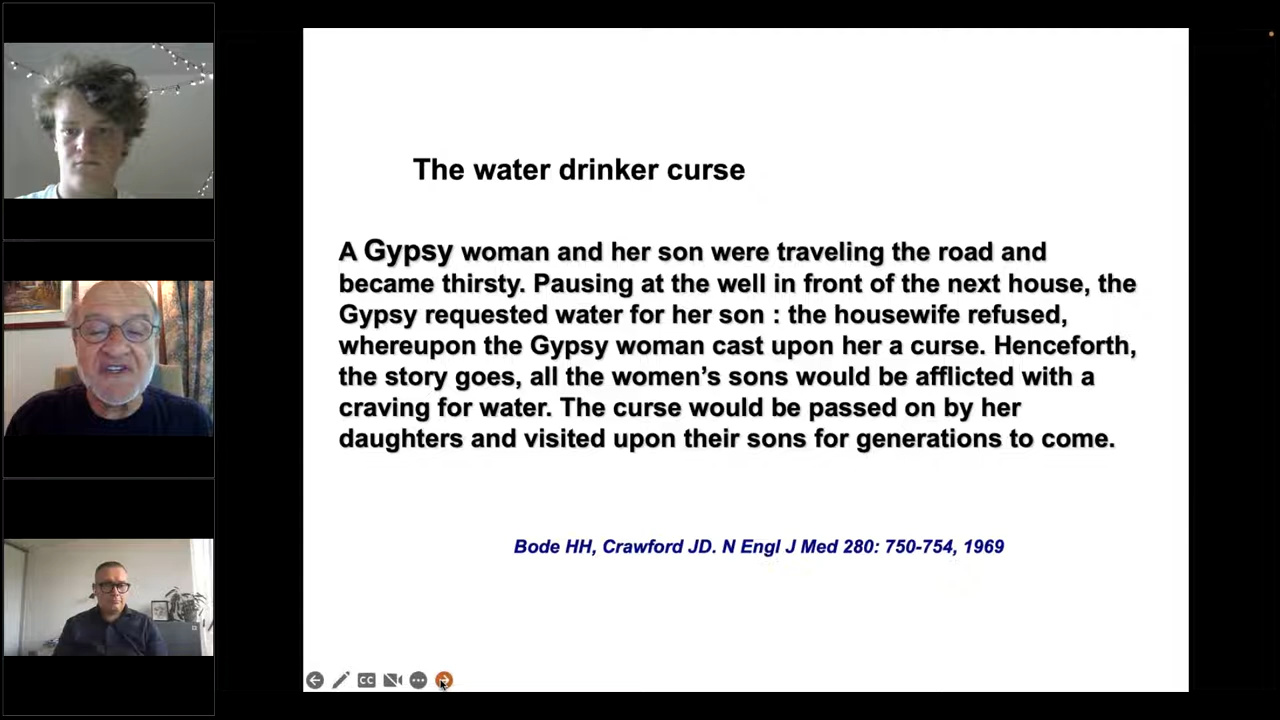 The water drinker curse
A Gypsy woman and her son were traveling the road and
became thirsty. Pausing at the well in front of the next house, the
Gypsy requested water for her son : the housewife refused,
whereupon the Gypsy woman cast upon her a curse. Henceforth,
the story goes, all the women’s sons would be afflicted with a
craving for water. The curse would be passed on by her
daughters and visited upon their sons for generations to come.
Bode HH, Crawford JD. N Engl J Med 280: 750-754, 1969
CC